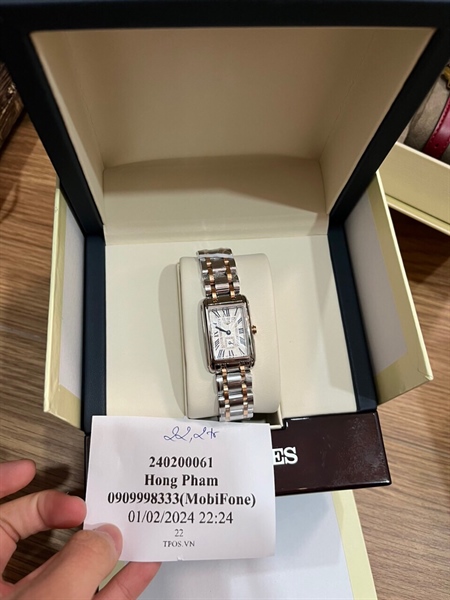 ES
22,2tr
240200061
Hong Pham
0909998333(MobiFone)
01/02/2024 22:24
22
TPOS.VN